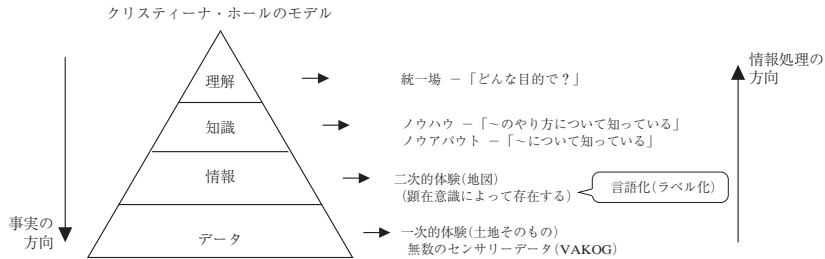 クリスティーナ・ホールのモデル
情報処理の
方向
理解
統一場 －「どんな目的で？」
知識
ノウハウ －「～のやり方について知っている」
ノウアバウト －「～について知っている」
情報
二次的体験(地図)
(顕在意識によって存在する)
言語化(ラベル化)
事実の
方向
データ
一次的体験(土地そのもの)
無数のセンサリーデータ(VAKOG)